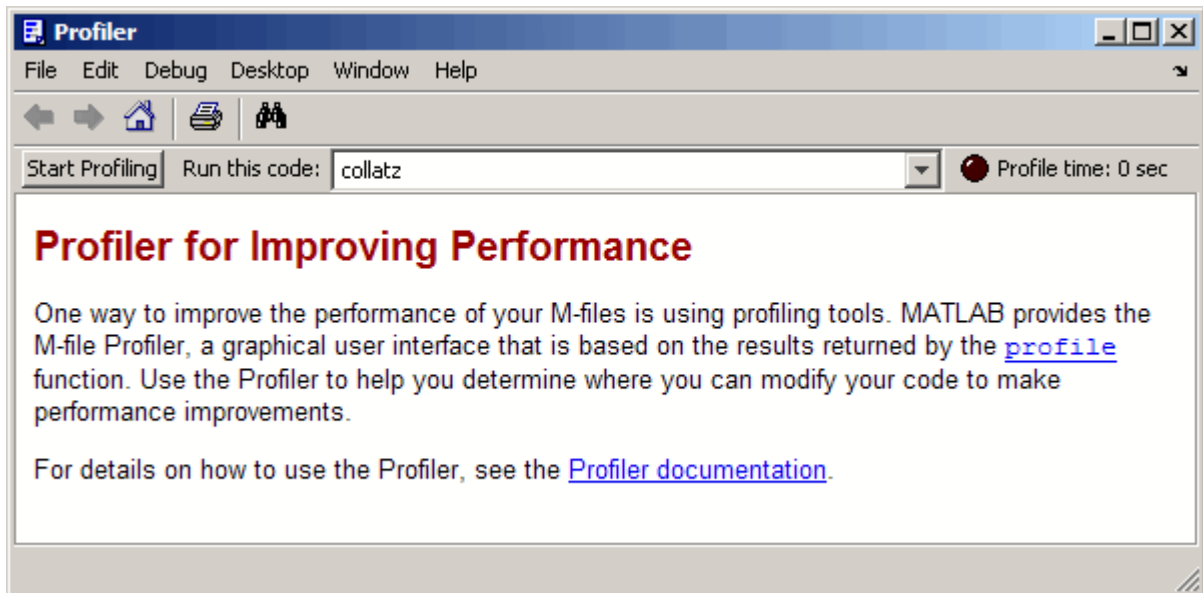 Profiler
File Edit Debug Desktop Window Help
Start Profiling Run this code: collatz Profile time: 0 sec
Profiler for Improving Performance
One way to improve the performance of your M-files is using profiling tools. MATLAB provides the
M-file Profiler, a graphical user interface that is based on the results returned by the profile
function. Use the Profiler to help you determine where you can modify your code to make
performance improvements.
For details on how to use the Profiler, see the Profiler documentation.